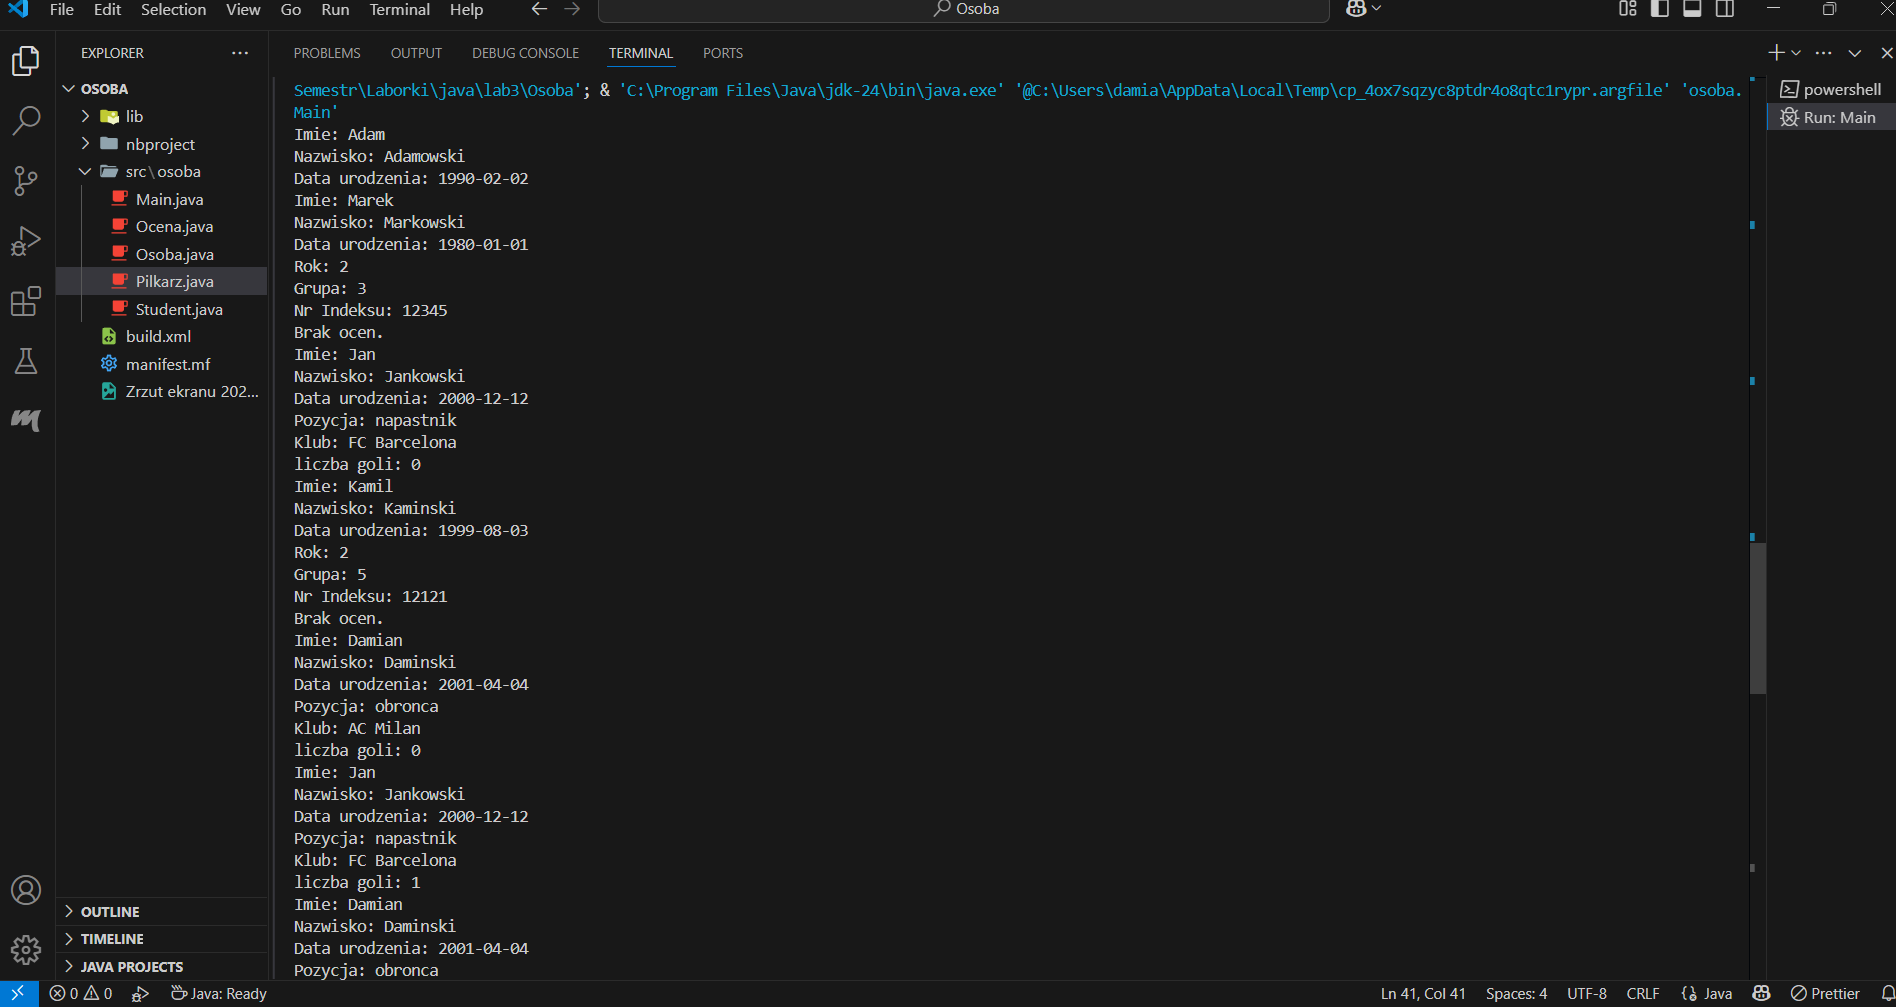 File Edit Selection View Go Run Terminal Help
Osoba
EXPLORER
OSOBA
lib
nbproject
src\osoba
Main.java
Ocena.java
Osoba.java
Pilkarz.java
Student.java
build.xml
manifest.mf
Zrzut ekranu 202...
OUTLINE
TIMELINE
JAVA PROJECTS
PROBLEMS OUTPUT DEBUG CONSOLE TERMINAL PORTS
Semestr\Laborki\java\lab3\Osoba'; & 'C:\Program Files\Java\jdk-24\bin\java.exe' '@C:\Users\damia\AppData\Local\Temp\cp_4ox7sqzyc8ptdr4o8qtc1rypr.argfile' 'osoba.
Main'
Imie: Adam
Nazwisko: Adamowski
Data urodzenia: 1990-02-02
Imie: Marek
Nazwisko: Markowski
Data urodzenia: 1980-01-01
Rok: 2
Grupa: 3
Nr Indeksu: 12345
Brak ocen.
Imie: Jan
Nazwisko: Jankowski
Data urodzenia: 2000-12-12
Pozycja: napastnik
Klub: FC Barcelona
liczba goli: 0
Imie: Kamil
Nazwisko: Kaminski
Data urodzenia: 1999-08-03
Rok: 2
Grupa: 5
Nr Indeksu: 12121
Brak ocen.
Imie: Damian
Nazwisko: Daminski
Data urodzenia: 2001-04-04
Pozycja: obronca
Klub: AC Milan
liczba goli: 0
Imie: Jan
Nazwisko: Jankowski
Data urodzenia: 2000-12-12
Pozycja: napastnik
Klub: FC Barcelona
liczba goli: 1
Imie: Damian
Nazwisko: Daminski
Data urodzenia: 2001-04-04
Pozycja: obronca
powershell
Run: Main
0 0 Java: Ready Ln 41, Col 41 Spaces: 4 UTF-8 CRLF {} Java Prettier